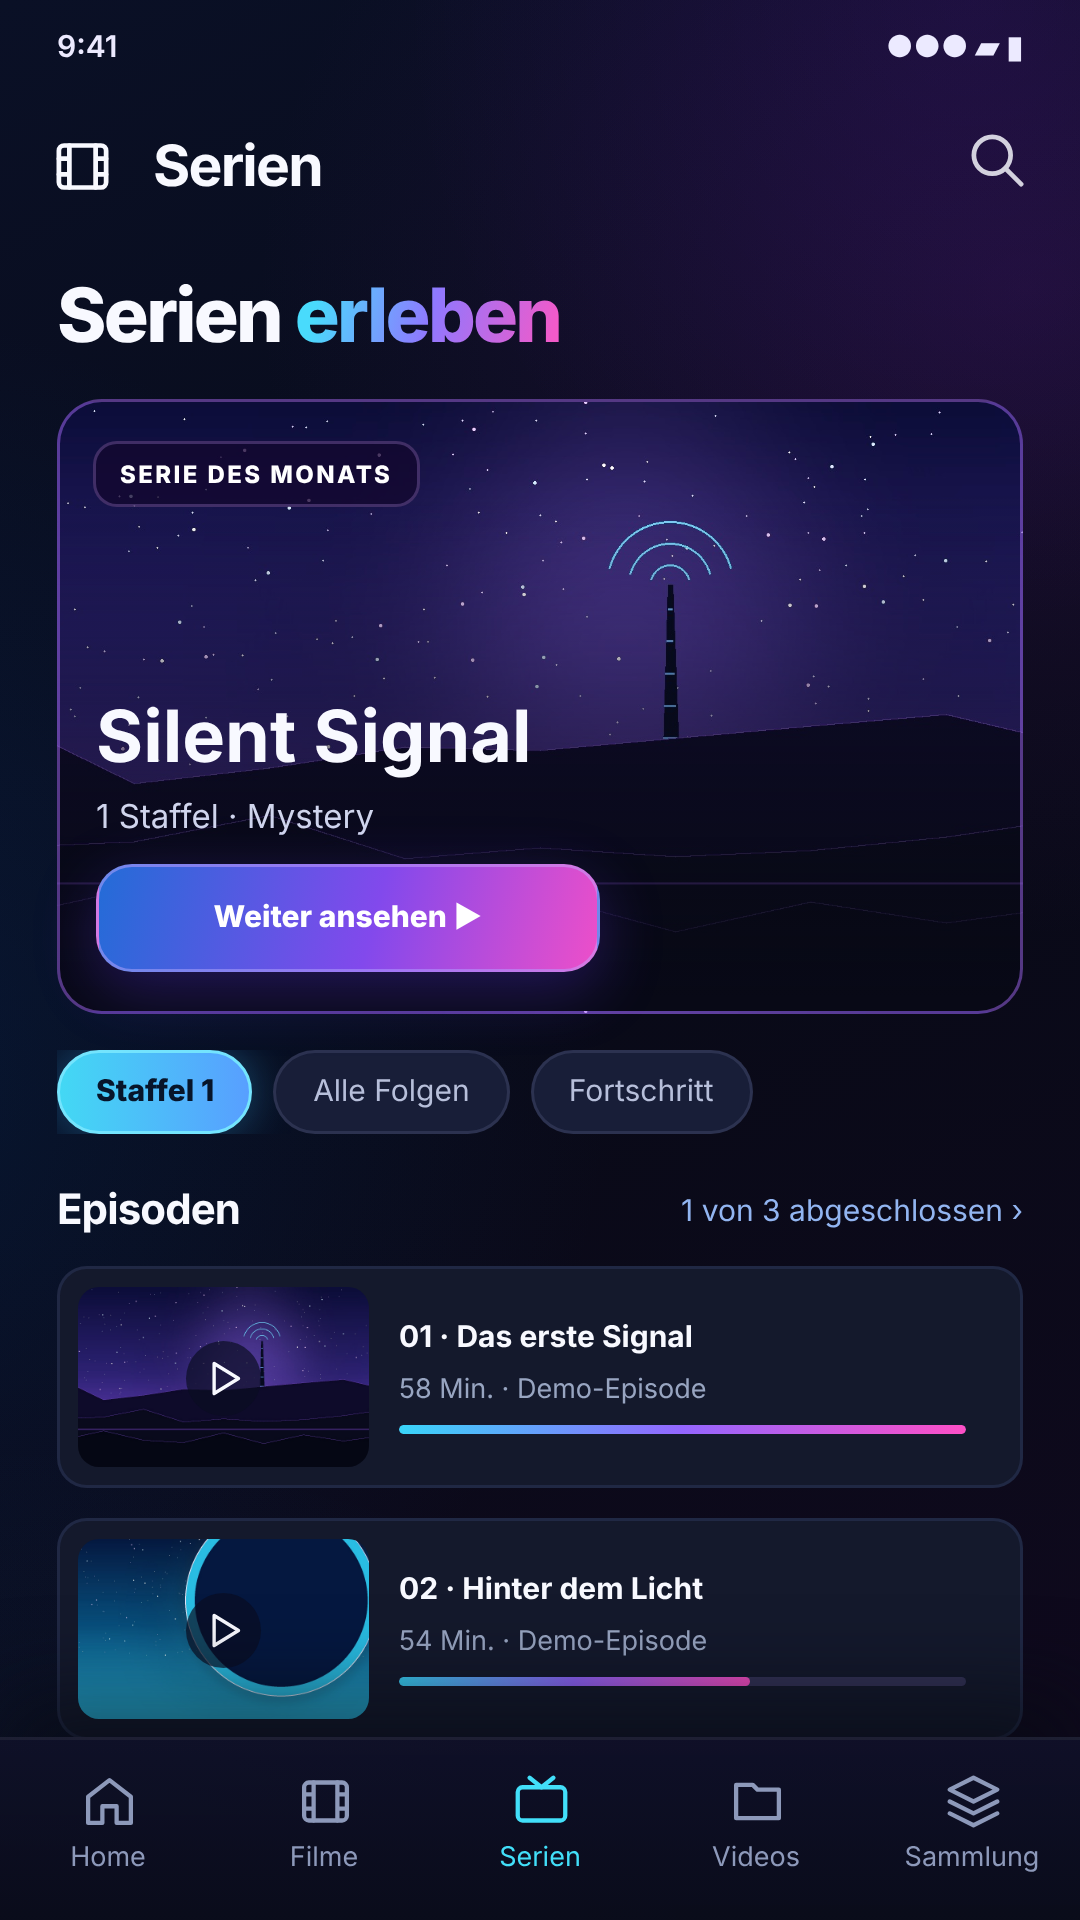 9:41
Serien
Serien erleben
SERIE DES MONATS
Silent Signal
1 Staffel · Mystery
Weiter ansehen ▶
Staffel 1
Alle Folgen
Fortschritt
Episoden
1 von 3 abgeschlossen ›
01 · Das erste Signal
58 Min. · Demo-Episode
02 · Hinter dem Licht
54 Min. · Demo-Episode
Home
Filme
Serien
Videos
Sammlung